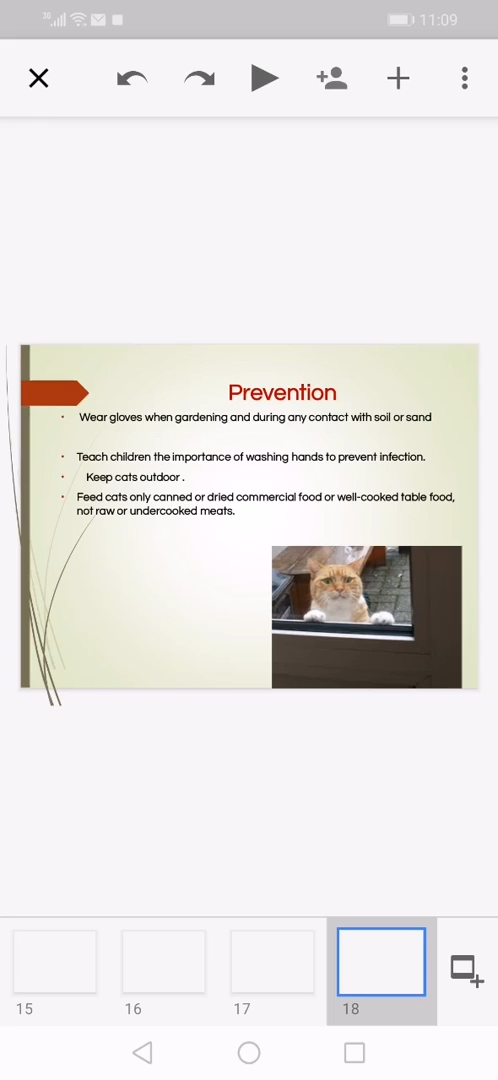 11:09
Prevention
• Wear gloves when gardening and during any contact with soil or sand
• Teach children the importance of washing hands to prevent infection.
• Keep cats outdoor .
• Feed cats only canned or dried commercial food or well-cooked table food,
not raw or undercooked meats.
15
16
17
18